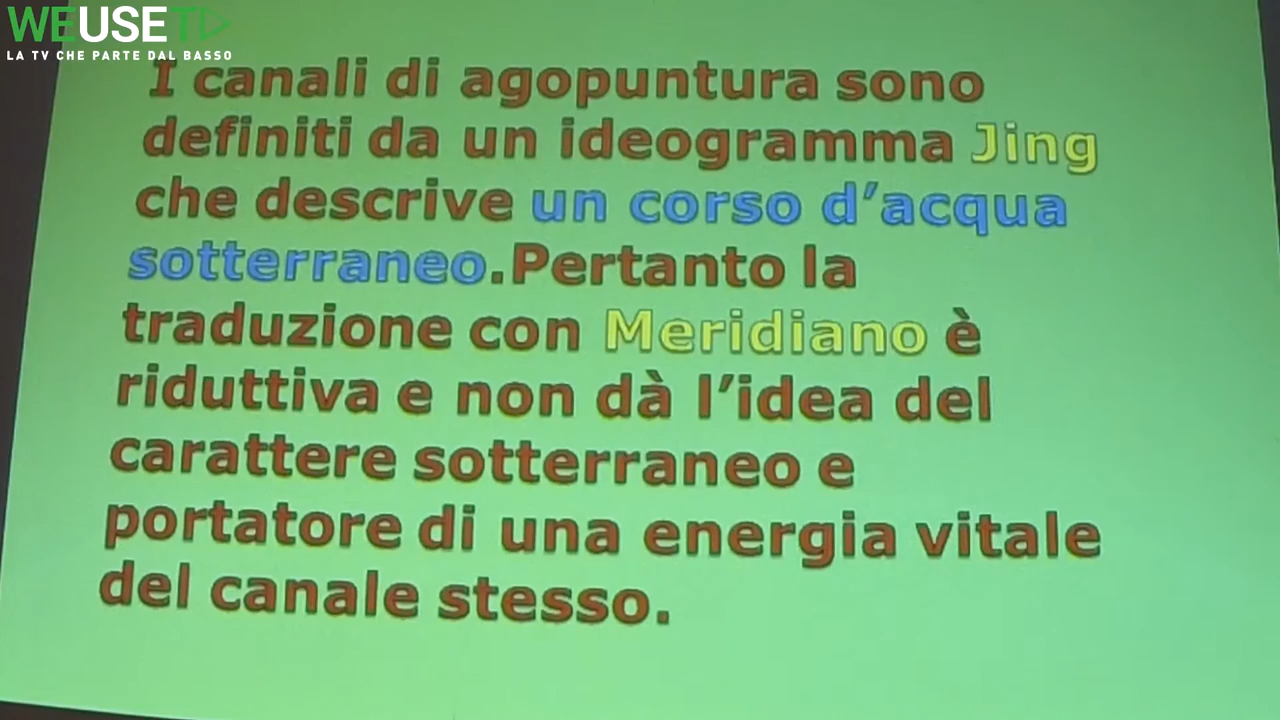 WEUSETV
LA TV CHE PARTE DAL BASSO
I canali di agopuntura sono
definiti da un ideogramma Jing
che descrive un corso d’acqua
sotterraneo.Pertanto la
traduzione con Meridiano è
riduttiva e non dà l’idea del
carattere sotterraneo e
portatore di una energia vitale
del canale stesso.